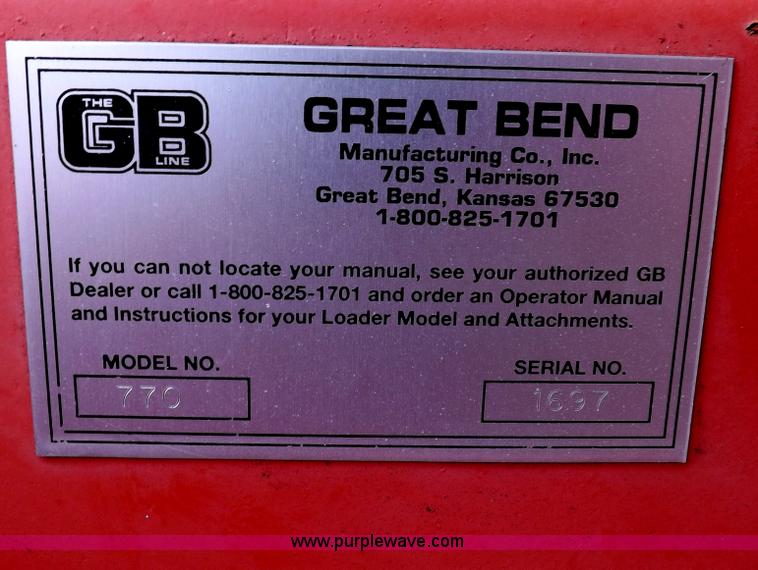 THE
GB
LINE
GREAT BEND
Manufacturing Co., Inc.
705 S. Harrison
Great Bend, Kansas 67530
1-800-825-1701
If you can not locate your manual, see your authorized GB
Dealer or call 1-800-825-1701 and order an Operator Manual
and Instructions for your Loader Model and Attachments.
MODEL NO.
770
SERIAL NO.
1697
www.purplewave.com